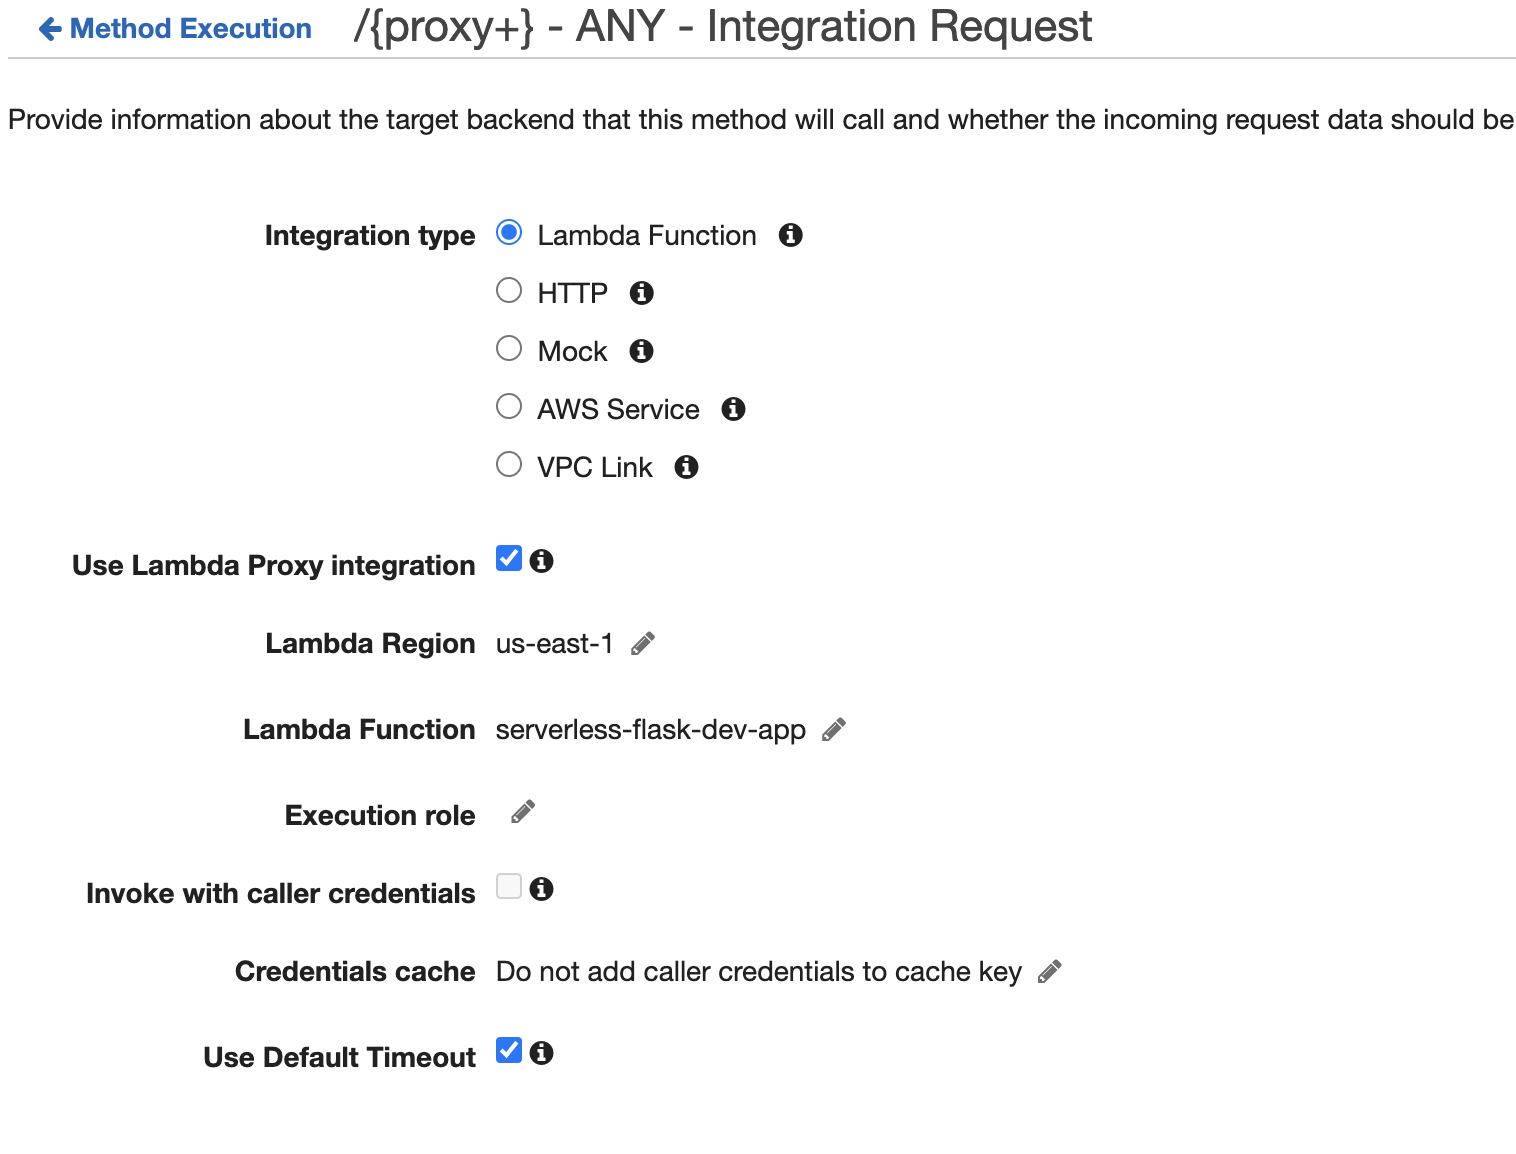 Method Execution /{proxy+} - ANY - Integration Request
Provide information about the target backend that this method will call and whether the incoming request data should be
Integration type Lambda Function
HTTP
Mock
AWS Service
VPC Link
Use Lambda Proxy integration
Lambda Region us-east-1
Lambda Function serverless-flask-dev-app
Execution role
Invoke with caller credentials
Credentials cache Do not add caller credentials to cache key
Use Default Timeout